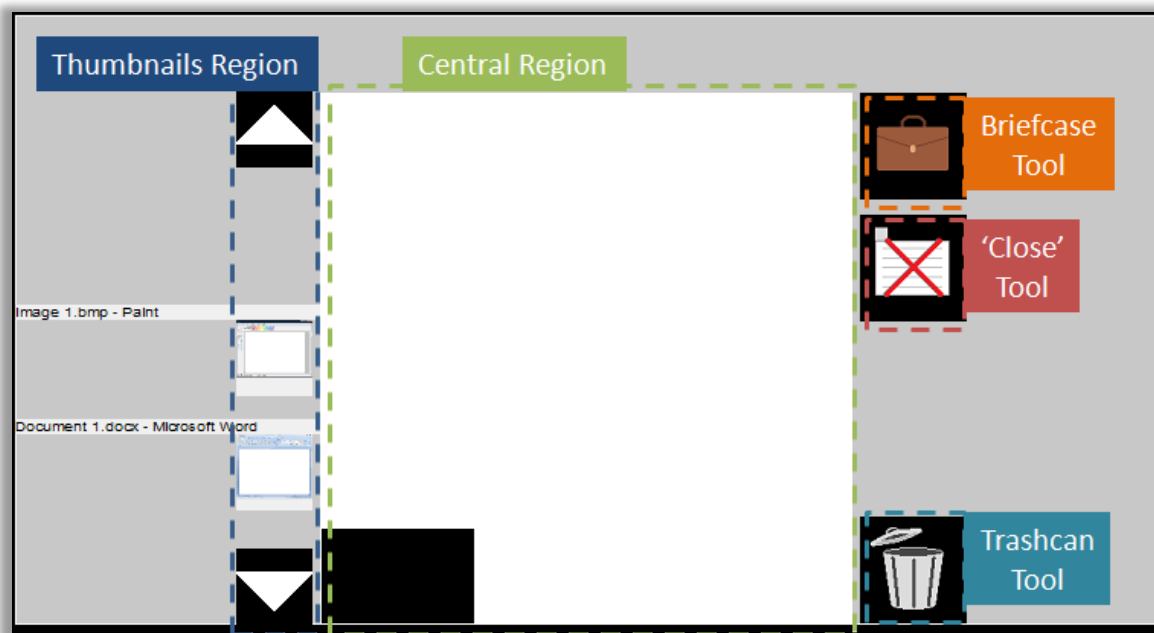 Thumbnails Region
Central Region
Briefcase
Tool
‘Close’
Tool
Image 1.bmp - Paint
Document 1.docx - Microsoft Word
Trashcan
Tool